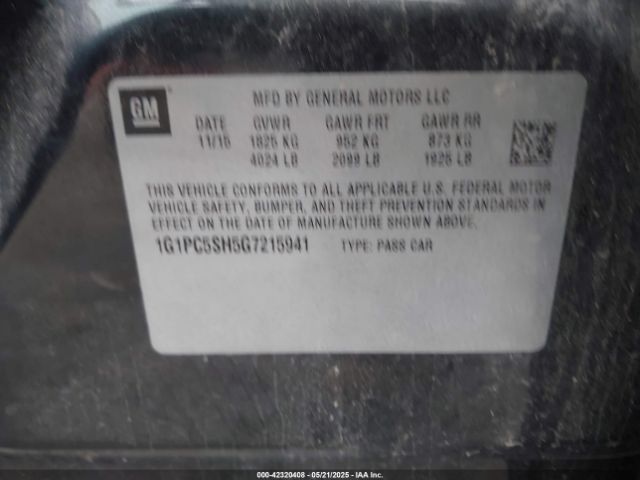 GM
MFD BY GENERAL MOTORS LLC
DATE GVWR GAWR FRT GAWR RR
11/15 1825 KG 952 KG 873 KG
4024 LB 2099 LB 1925 LB
THIS VEHICLE CONFORMS TO ALL APPLICABLE U.S. FEDERAL MOTOR
VEHICLE SAFETY, BUMPER, AND THEFT PREVENTION STANDARDS IN
EFFECT ON THE DATE OF MANUFACTURE SHOWN ABOVE.
1G1PC5SH5G7215941 TYPE: PASS CAR
000-42320408 - 05/21/2025 - IAA Inc.